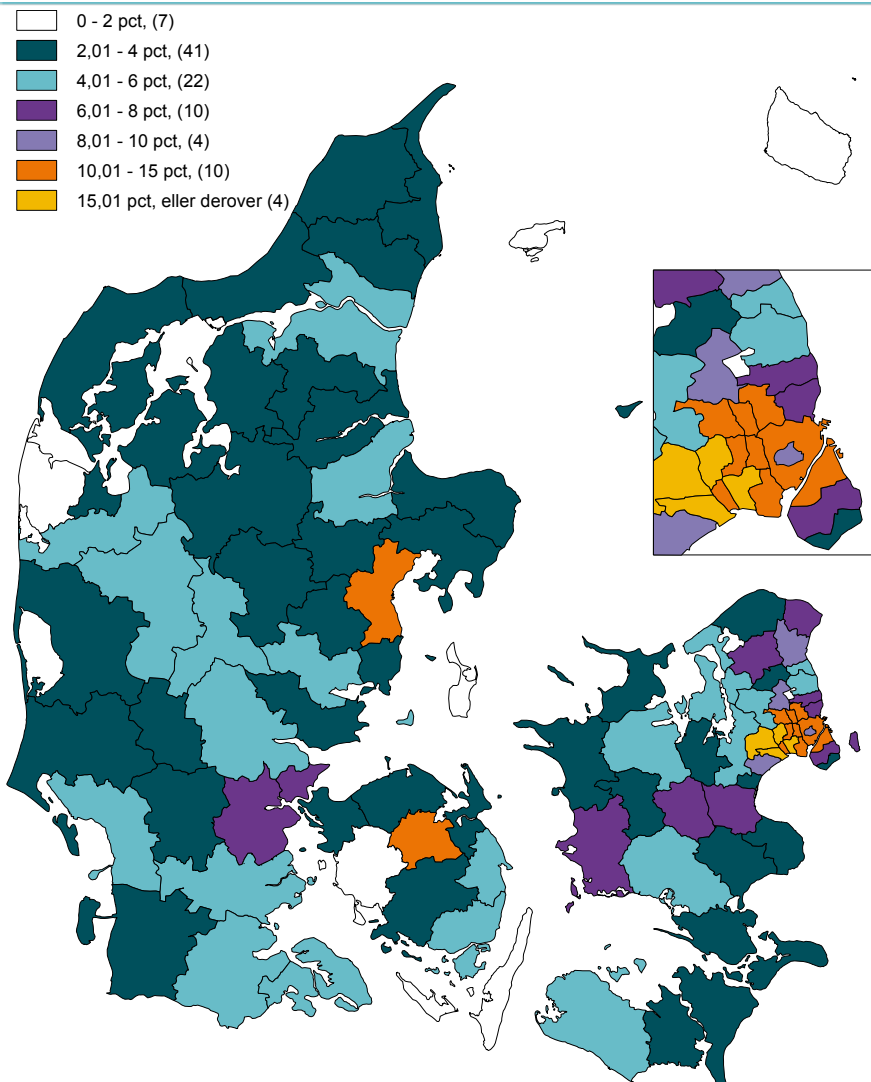 0 - 2 pct, (7)
2,01 - 4 pct, (41)
4,01 - 6 pct, (22)
6,01 - 8 pct, (10)
8,01 - 10 pct, (4)
10,01 - 15 pct, (10)
15,01 pct, eller derover (4)